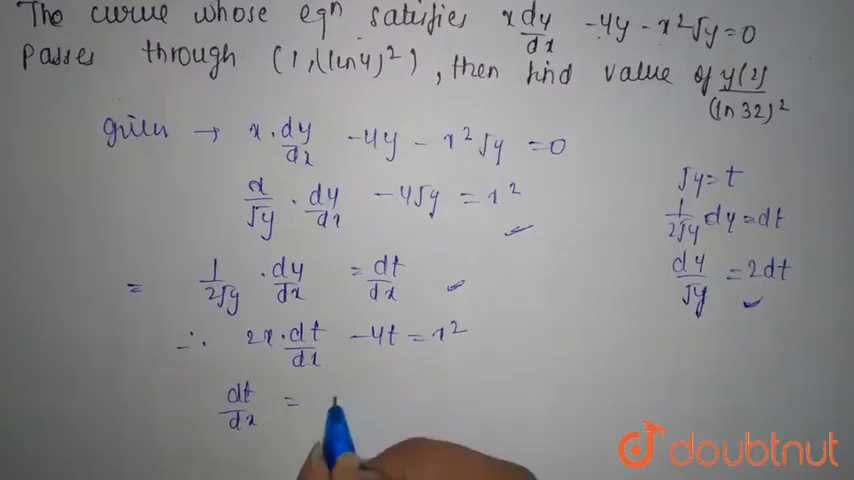 The curve whose eqn satisfies x dy/dx - 4y - x²√y = 0
passes through (1, (ln 4)²), then find value of y(2)/(ln 32)²
given → x · dy/dx - 4y - x²√y = 0
x/√y · dy/dx - 4√y = x²
= 1/2√y · dy/dx = dt/dx
∴ 2x · dt/dx - 4t = x²
dt/dx =
√y = t
1/2√y dy = dt
dy/√y = 2dt
doubtnut